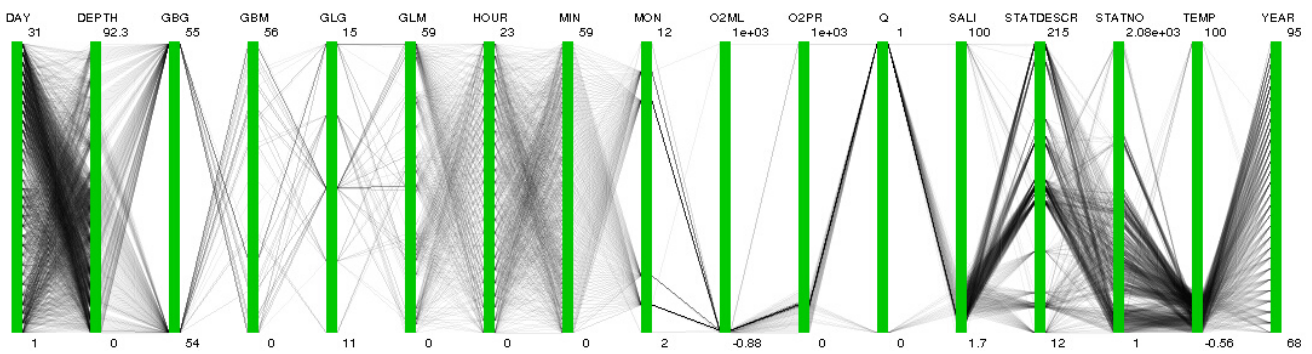 DAY DEPTH GBG GBM GLG GLM HOUR MIN MON O2ML O2PR Q SALI STATDESCR STATNO TEMP YEAR
31 92.3 55 56 15 59 23 59 12 1e+03 1e+03 1 100 215 2.08e+03 100 95
1 0 54 0 11 0 0 0 2 -0.88 0 0 1.7 12 1 -0.56 68